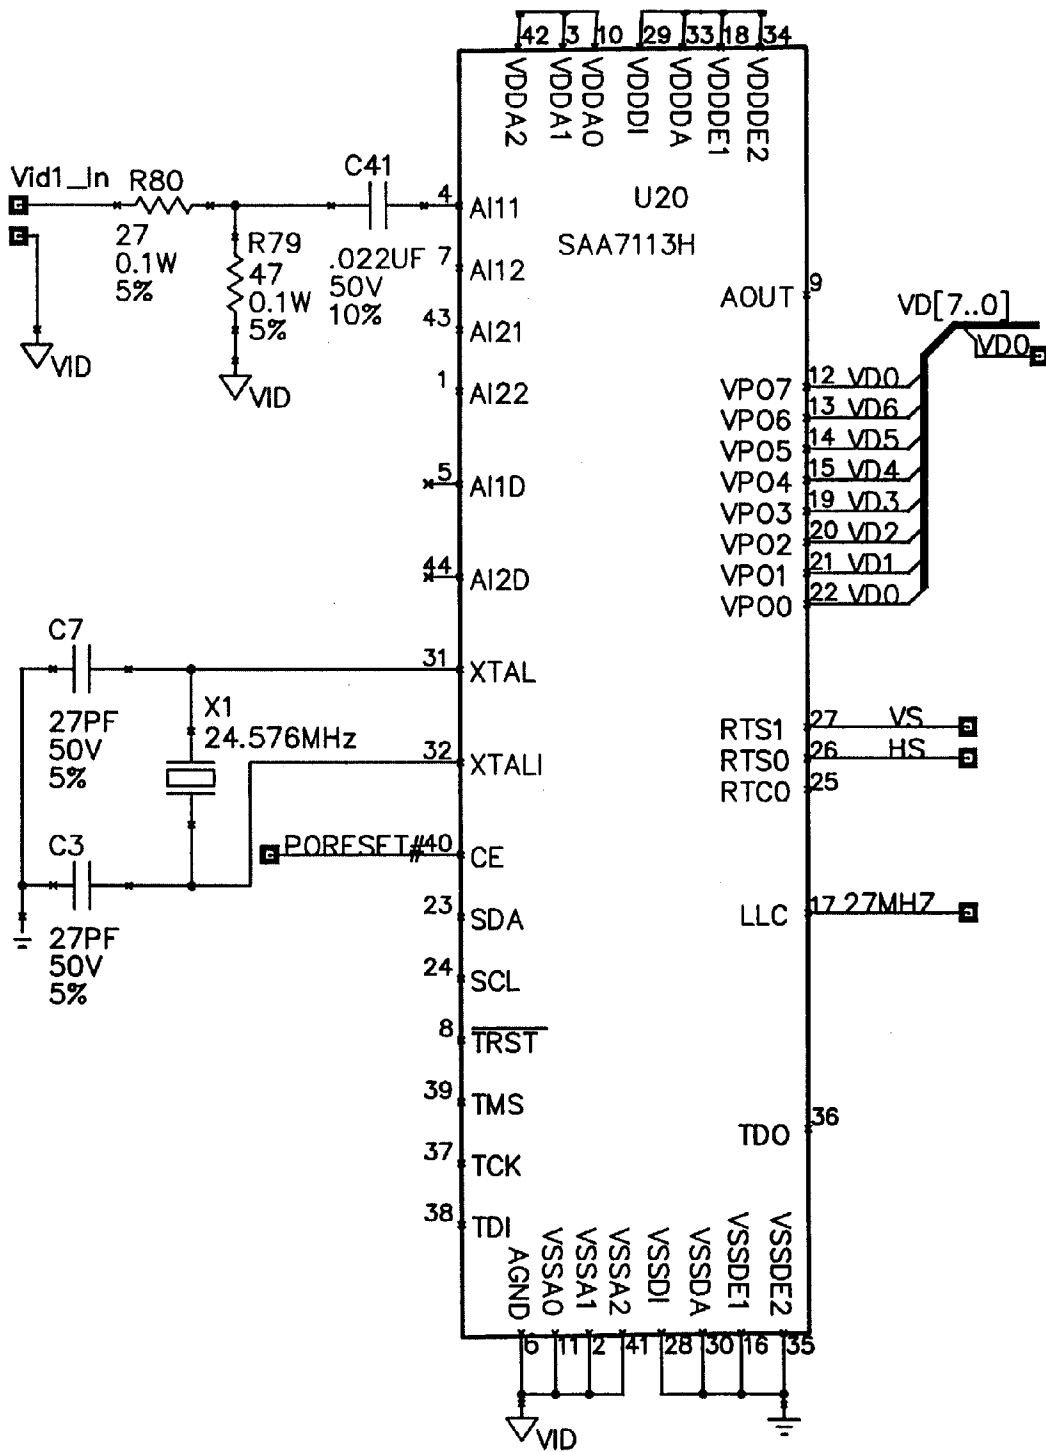 42 3 10 29 33 18 34
VDDA2 VDDA1 VDDA0 VDDDI VDDDA VDDDE1 VDDDE2
U20
SAA7113H
Vid1_In
R80
27
0.1W
5%
VID
R79
47
0.1W
5%
VID
C41
.022UF
50V
10%
4 AI11
7 AI12
43 AI21
1 AI22
5 AI1D
44 AI2D
AOUT 9
VD[7..0]
VD0
VPO7 12 VD0
VPO6 13 VD6
VPO5 14 VD5
VPO4 15 VD4
VPO3 19 VD3
VPO2 20 VD2
VPO1 21 VD1
VPO0 22 VD0
C7
27PF
50V
5%
X1
24.576MHz
31 XTAL
32 XTALI
RTS1 27 VS
RTS0 26 HS
RTC0 25
C3
27PF
50V
5%
PORESET# 40 CE
23 SDA
24 SCL
LLC 17 27MHZ
8 TRST
39 TMS
37 TCK
38 TDI
TDO 36
AGND VSSA0 VSSA1 VSSA2 VSSDI VSSDA VSSDE1 VSSDE2
6 11 2 41 28 30 16 35
VID